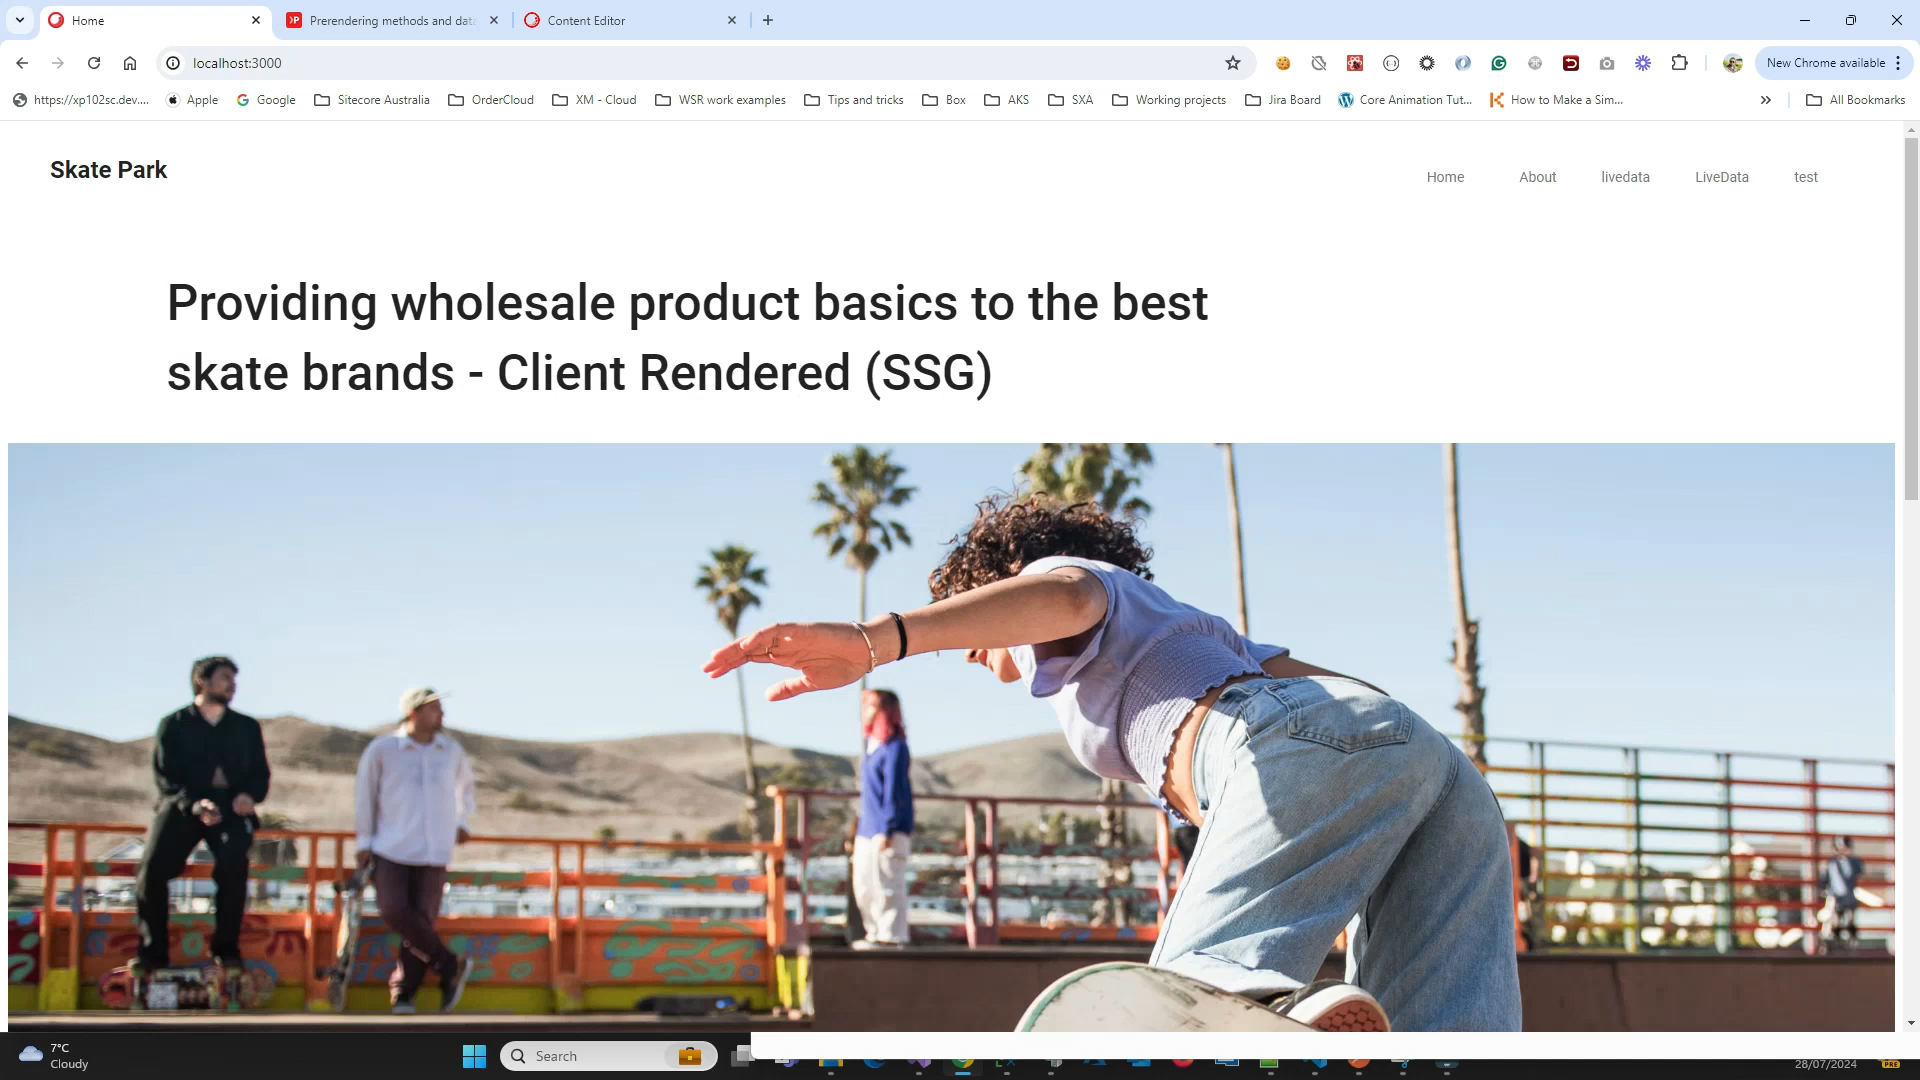 Home
Prerendering methods and data
Content Editor
localhost:3000
New Chrome available
https://xp102sc.dev....
Apple
Google
Sitecore Australia
OrderCloud
XM - Cloud
WSR work examples
Tips and tricks
Box
AKS
SXA
Working projects
Jira Board
Core Animation Tut...
How to Make a Sim...
All Bookmarks
Skate Park
Home
About
livedata
LiveData
test
Providing wholesale product basics to the best
skate brands - Client Rendered (SSG)
7°C
Cloudy
Search
28/07/2024
PRE